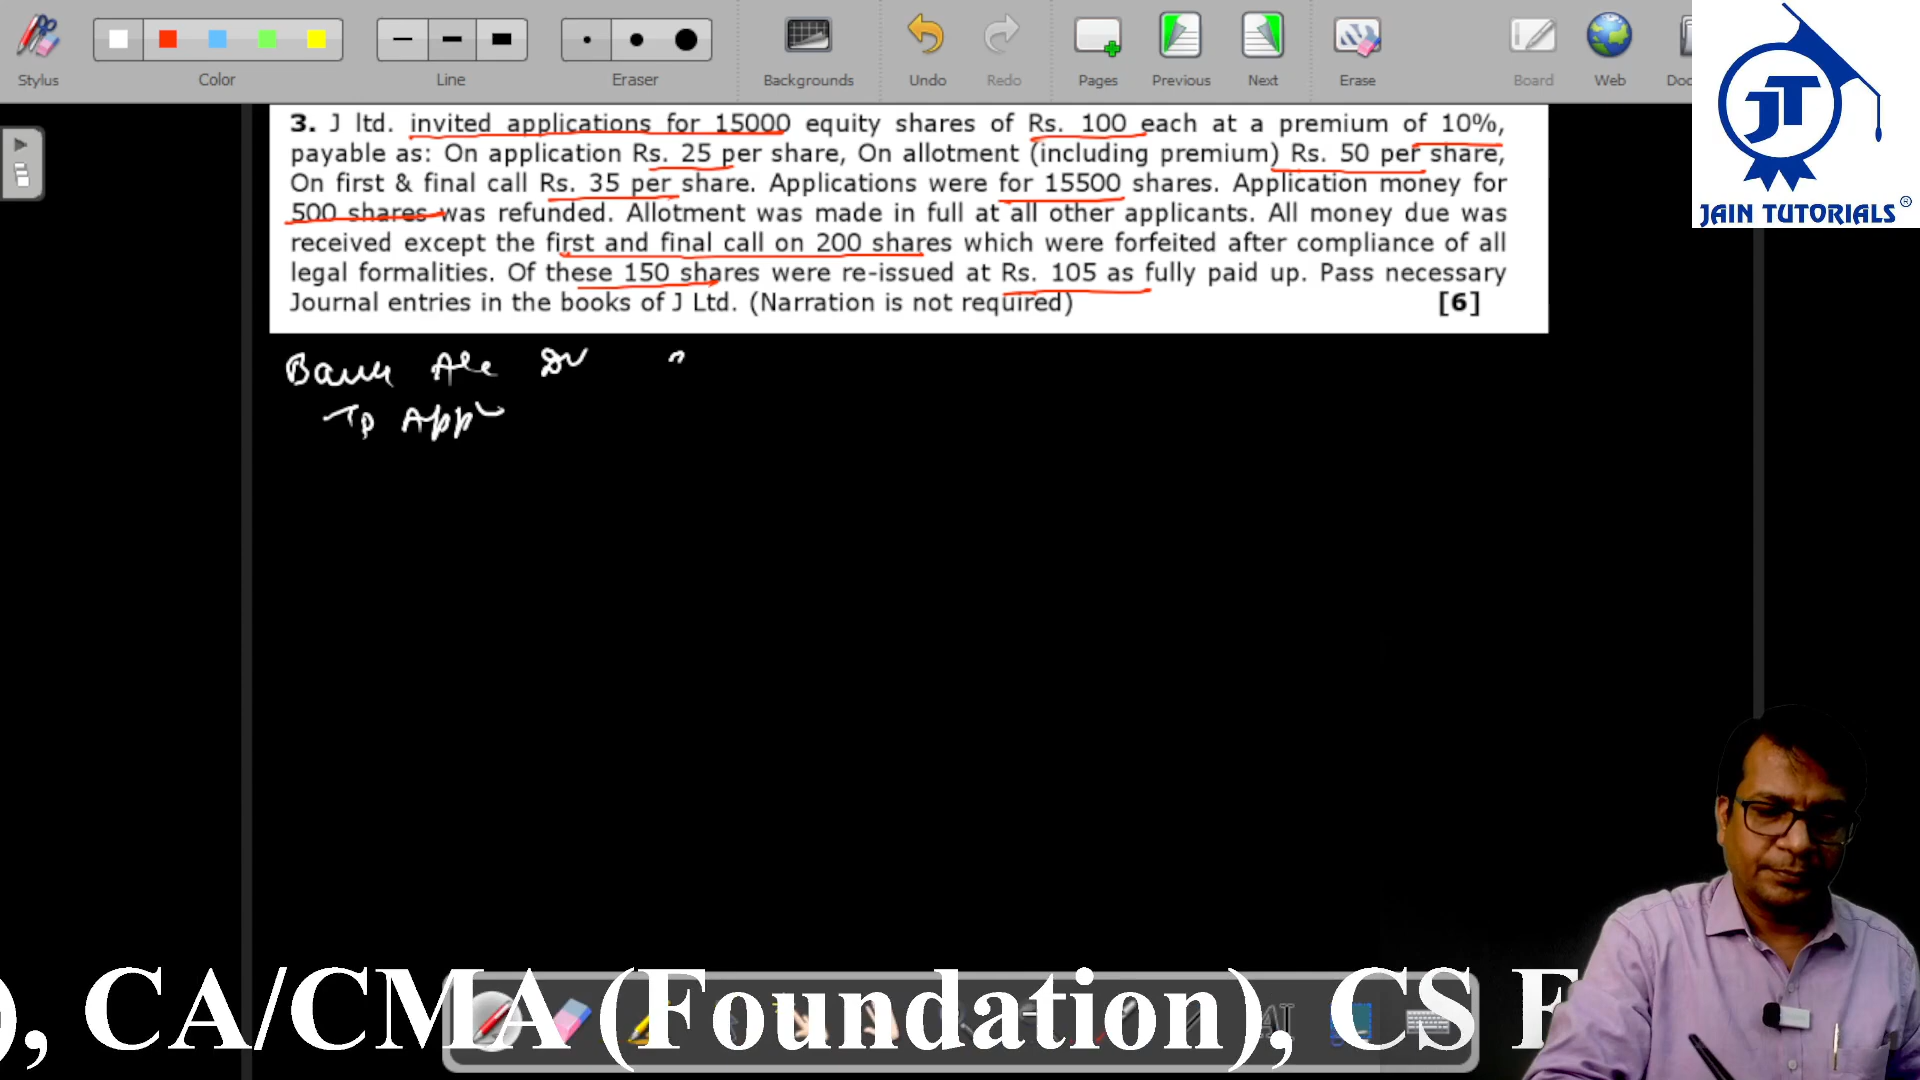 Stylus
Color
Line
Eraser
Backgrounds
Undo
Redo
Pages
Previous
Next
Erase
Board
Web
JT
JAIN TUTORIALS®
3. J ltd. invited applications for 15000 equity shares of Rs. 100 each at a premium of 10%,
payable as: On application Rs. 25 per share, On allotment (including premium) Rs. 50 per share,
On first & final call Rs. 35 per share. Applications were for 15500 shares. Application money for
500 shares was refunded. Allotment was made in full at all other applicants. All money due was
received except the first and final call on 200 shares which were forfeited after compliance of all
legal formalities. Of these 150 shares were re-issued at Rs. 105 as fully paid up. Pass necessary
Journal entries in the books of J Ltd. (Narration is not required) [6]
Bank A/c Dr
To App
), CA/CMA (Foundation), CS